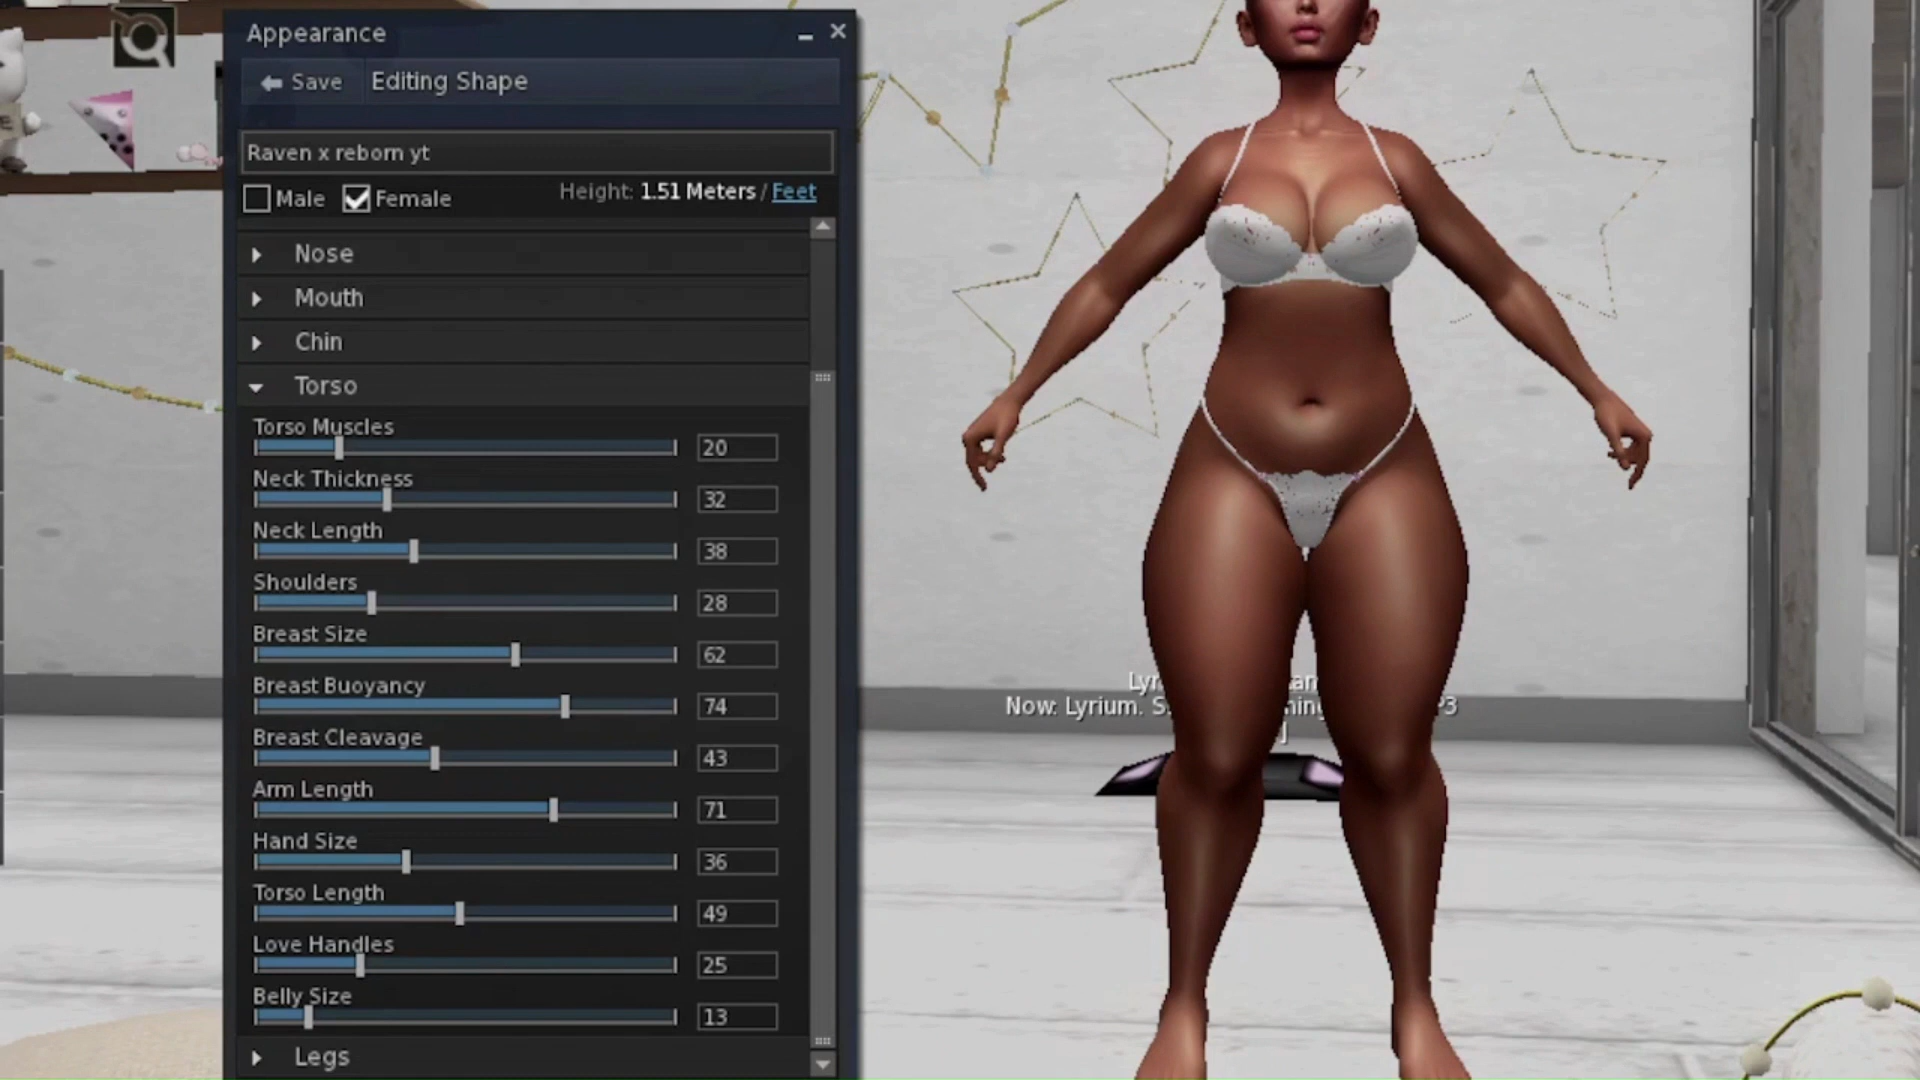 Appearance
Save Editing Shape
Raven x reborn yt
Male Female Height: 1.51 Meters / Feet
Nose
Mouth
Chin
Torso
Torso Muscles
20
Neck Thickness
32
Neck Length
38
Shoulders
28
Breast Size
62
Breast Buoyancy
74
Breast Cleavage
43
Arm Length
71
Hand Size
36
Torso Length
49
Love Handles
25
Belly Size
13
Legs
Now: Lyrium.